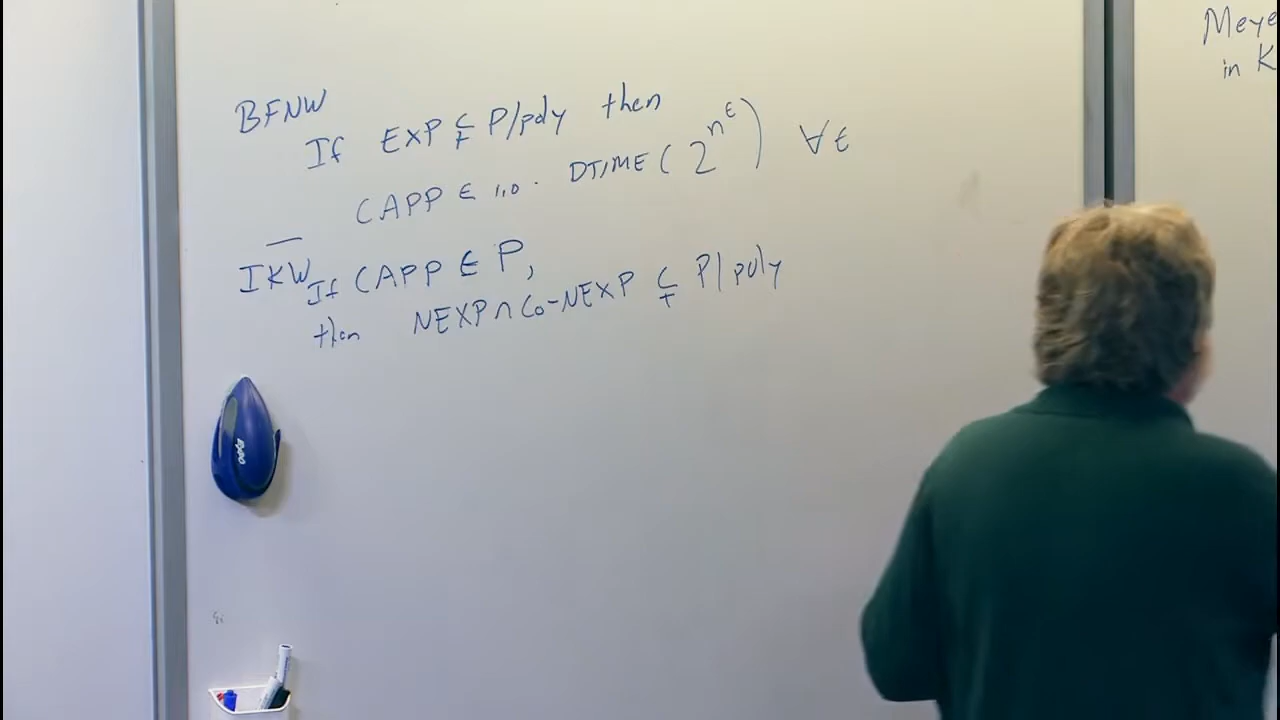 BFNW
If EXP ⊊ P/poly then
CAPP ∈ i.o. DTIME(2^{n^ε}) ∀ε
IKW If CAPP ∈ P,
then NEXP ∩ Co-NEXP ⊊ P/poly
Meye
in K